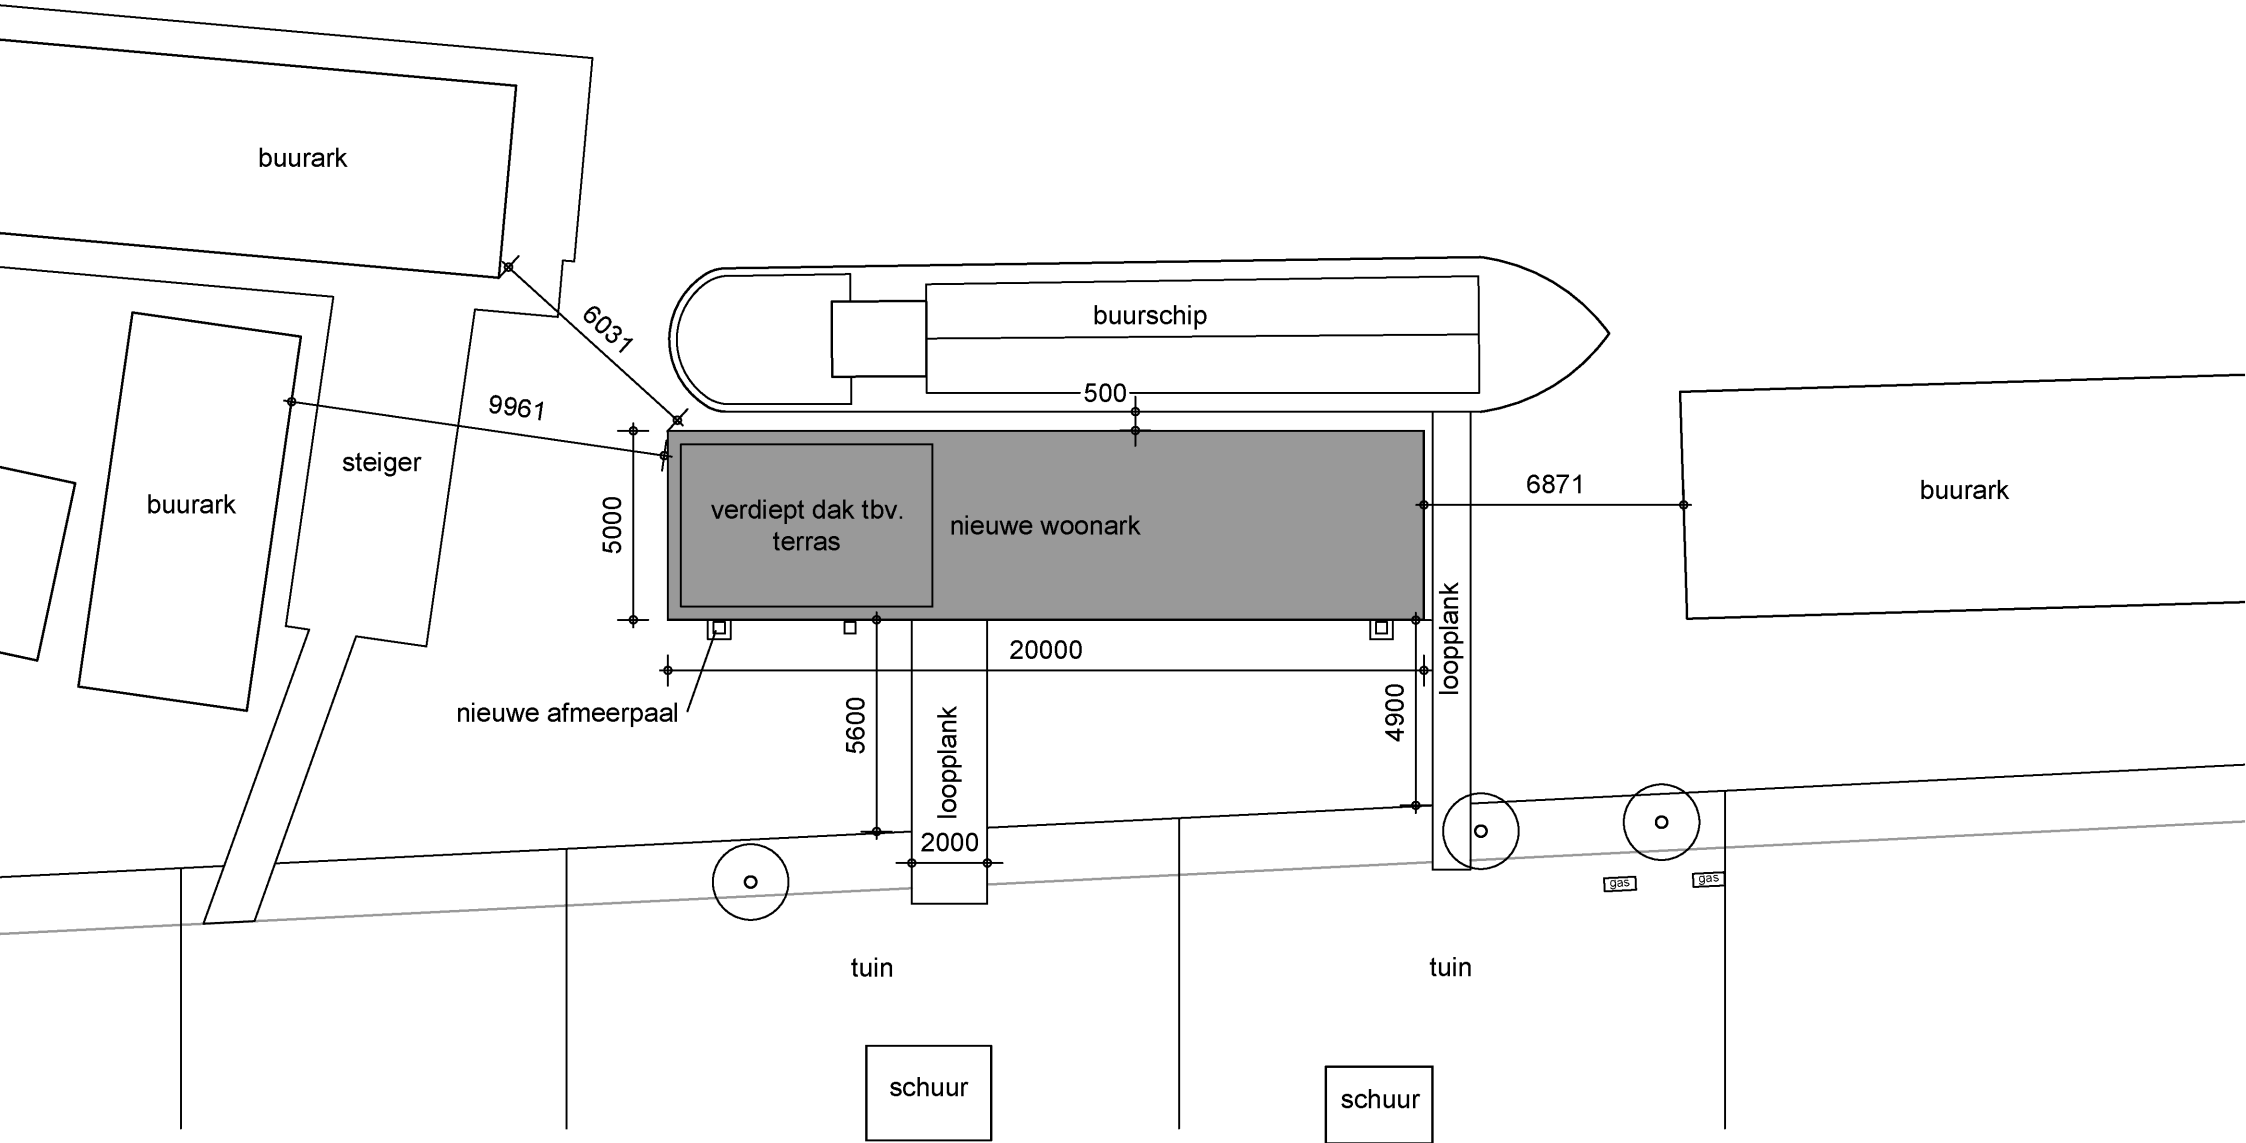 buurark
6031
buurschip
500
9961
steiger
buurark
5000
verdiept dak tbv.
terras
nieuwe woonark
6871
buurark
loopplank
20000
nieuwe afmeerpaal
5600
loopplank
4900
2000
gas
gas
tuin
tuin
schuur
schuur